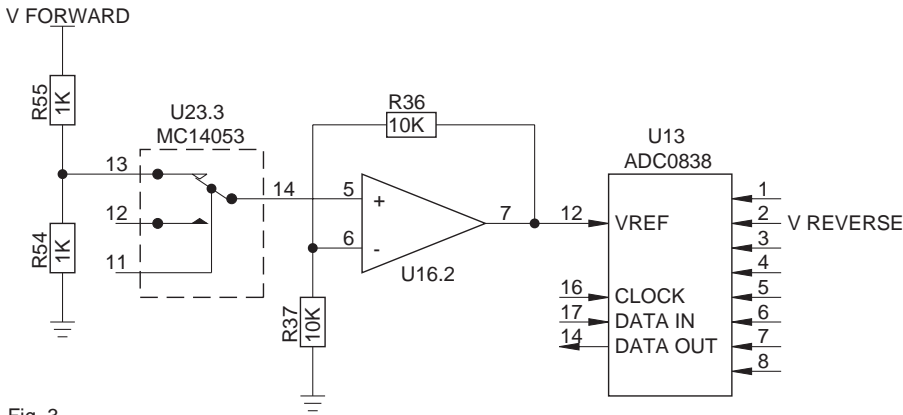 V FORWARD
R55
1K
R54
1K
U23.3
MC14053
13
12
11
14
R36
10K
5
+
6
-
7
U16.2
R37
10K
U13
ADC0838
12
VREF
16
CLOCK
17
DATA IN
14
DATA OUT
1
2
V REVERSE
3
4
5
6
7
8
Fig. 3